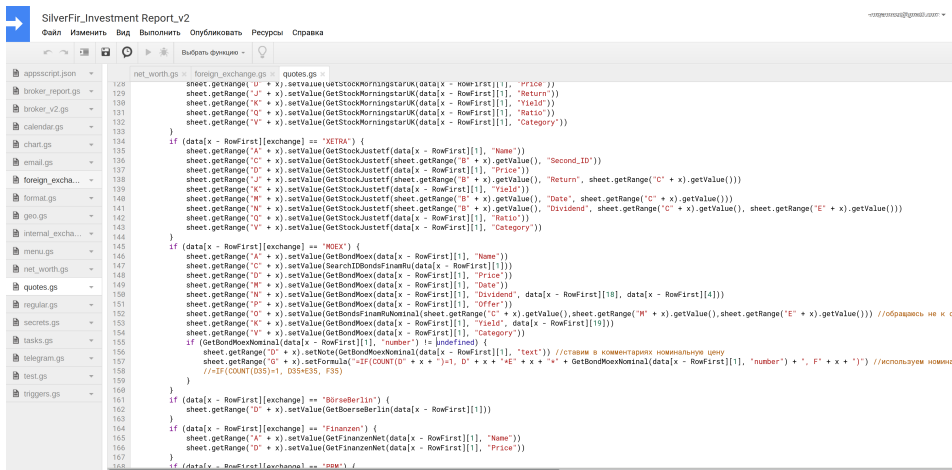 SilverFir_Investment Report_v2
Файл Изменить Вид Выполнить Опубликовать Ресурсы Справка
Выбрать функцию
appsscript.json
broker_report.gs
broker_v2.gs
calendar.gs
chart.gs
email.gs
foreign_excha...
formal.gs
geo.gs
internal_excha...
menu.gs
net_worth.gs
quotes.gs
regular.gs
secrets.gs
tasks.gs
telegram.gs
test.gs
triggers.gs
net_worth.gs × foreign_exchange.gs × quotes.gs ×
128 sheet.getRange("D" + x).setValue(GetStockMorningstarUK(data[x - RowFirst][1], "Price"))
129 sheet.getRange("J" + x).setValue(GetStockMorningstarUK(data[x - RowFirst][1], "Return"))
130 sheet.getRange("K" + x).setValue(GetStockMorningstarUK(data[x - RowFirst][1], "Yield"))
131 sheet.getRange("Q" + x).setValue(GetStockMorningstarUK(data[x - RowFirst][1], "Ratio"))
132 sheet.getRange("V" + x).setValue(GetStockMorningstarUK(data[x - RowFirst][1], "Category"))
133 }
134 if (data[x - RowFirst][exchange] == "XETRA") {
135 sheet.getRange("A" + x).setValue(GetStockJustetf(data[x - RowFirst][1], "Name"))
136 sheet.getRange("C" + x).setValue(GetStockJustetf(sheet.getRange("B" + x).getValue(), "Second_ID"))
137 sheet.getRange("D" + x).setValue(GetStockJustetf(data[x - RowFirst][1], "Price"))
138 sheet.getRange("J" + x).setValue(GetStockJustetf(sheet.getRange("B" + x).getValue(), "Return", sheet.getRange("C" + x).getValue()))
139 sheet.getRange("K" + x).setValue(GetStockJustetf(data[x - RowFirst][1], "Yield"))
140 sheet.getRange("M" + x).setValue(GetStockJustetf(sheet.getRange("B" + x).getValue(), "Date", sheet.getRange("C" + x).getValue()))
141 sheet.getRange("N" + x).setValue(GetStockJustetf(sheet.getRange("B" + x).getValue(), "Dividend", sheet.getRange("C" + x).getValue(), sheet.getRange("E" + x).getValue()))
142 sheet.getRange("Q" + x).setValue(GetStockJustetf(data[x - RowFirst][1], "Ratio"))
143 sheet.getRange("V" + x).setValue(GetStockJustetf(data[x - RowFirst][1], "Category"))
144 }
145 if (data[x - RowFirst][exchange] == "MOEX") {
146 sheet.getRange("A" + x).setValue(GetBondMoex(data[x - RowFirst][1], "Name"))
147 sheet.getRange("C" + x).setValue(SearchIDBondsFinamRu(data[x - RowFirst][1]))
148 sheet.getRange("D" + x).setValue(GetBondMoex(data[x - RowFirst][1], "Price"))
149 sheet.getRange("M" + x).setValue(GetBondMoex(data[x - RowFirst][1], "Date"))
150 sheet.getRange("N" + x).setValue(GetBondMoex(data[x - RowFirst][1], "Dividend", data[x - RowFirst][18], data[x - RowFirst][4]))
151 sheet.getRange("P" + x).setValue(GetBondMoex(data[x - RowFirst][1], "Offer"))
152 sheet.getRange("O" + x).setValue(GetBondsFinamRuNominal(sheet.getRange("C" + x).getValue(),sheet.getRange("M" + x).getValue(),sheet.getRange("E" + x).getValue())) //обращаюсь не к с
153 sheet.getRange("K" + x).setValue(GetBondMoex(data[x - RowFirst][1], "Yield", data[x - RowFirst][19]))
154 sheet.getRange("V" + x).setValue(GetBondMoex(data[x - RowFirst][1], "Category"))
155 if (GetBondMoexNominal(data[x - RowFirst][1], "number") != undefined) {
156 sheet.getRange("D" + x).setNote(GetBondMoexNominal(data[x - RowFirst][1], "text")) //ставим в комментариях номинальную цену
157 sheet.getRange("G" + x).setFormula("=IF(COUNT(D" + x + ")=1, D" + x + "*E" + x + "*" + GetBondMoexNominal(data[x - RowFirst][1], "number") + ", F" + x + ")") //используем номина
158 //=IF(COUNT(D35)=1, D35*E35, F35)
159 }
160 }
161 if (data[x - RowFirst][exchange] == "BörseBerlin") {
162 sheet.getRange("D" + x).setValue(GetBoerseBerlin(data[x - RowFirst][1]))
163 }
164 if (data[x - RowFirst][exchange] == "Finanzen") {
165 sheet.getRange("A" + x).setValue(GetFinanzenNet(data[x - RowFirst][1], "Name"))
166 sheet.getRange("D" + x).setValue(GetFinanzenNet(data[x - RowFirst][1], "Price"))
167 }
168 if (data[x - RowFirst][exchange] == "PRM") {